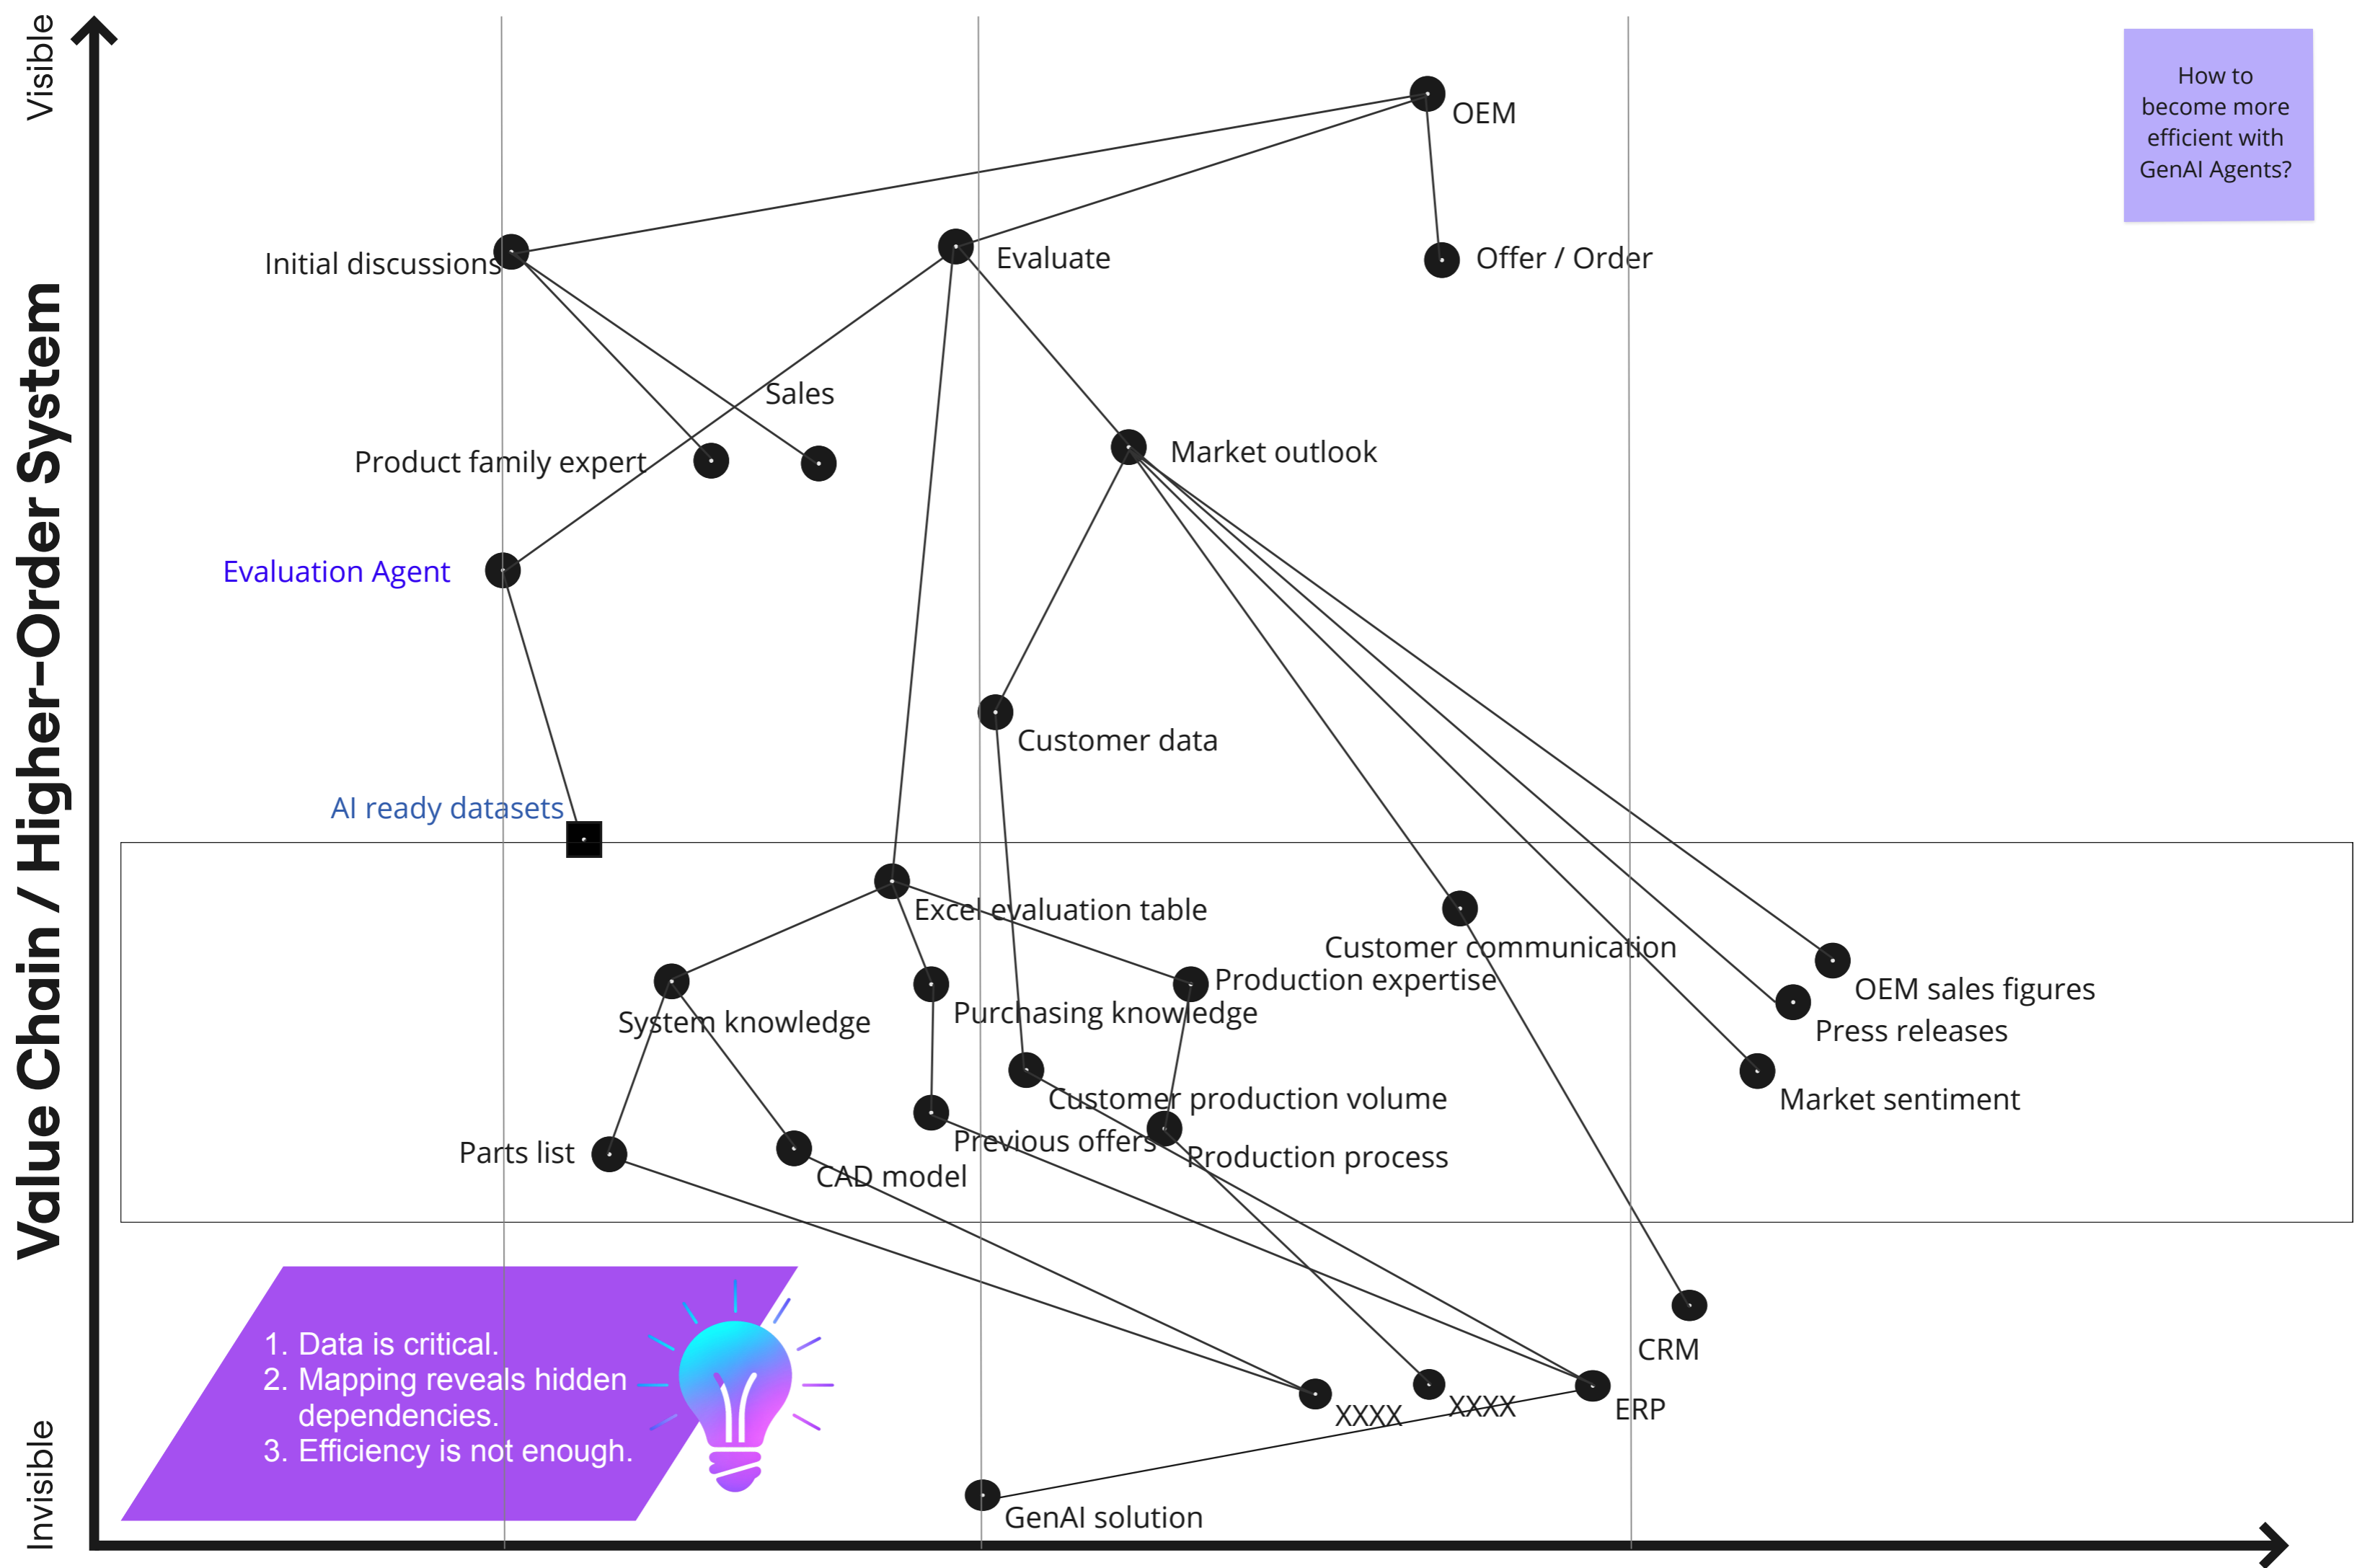 Visible
Value Chain / Higher-Order System
Invisible
How to
become more
efficient with
GenAI Agents?
OEM
Initial discussions
Evaluate
Offer / Order
Sales
Product family expert
Market outlook
Evaluation Agent
Customer data
AI ready datasets
Excel evaluation table
Customer communication
Production expertise
OEM sales figures
System knowledge
Purchasing knowledge
Press releases
Customer production volume
Market sentiment
Parts list
Previous offers
Production process
CAD model
1. Data is critical.
2. Mapping reveals hidden
dependencies.
3. Efficiency is not enough.
CRM
XXXX
XXXX
ERP
GenAI solution